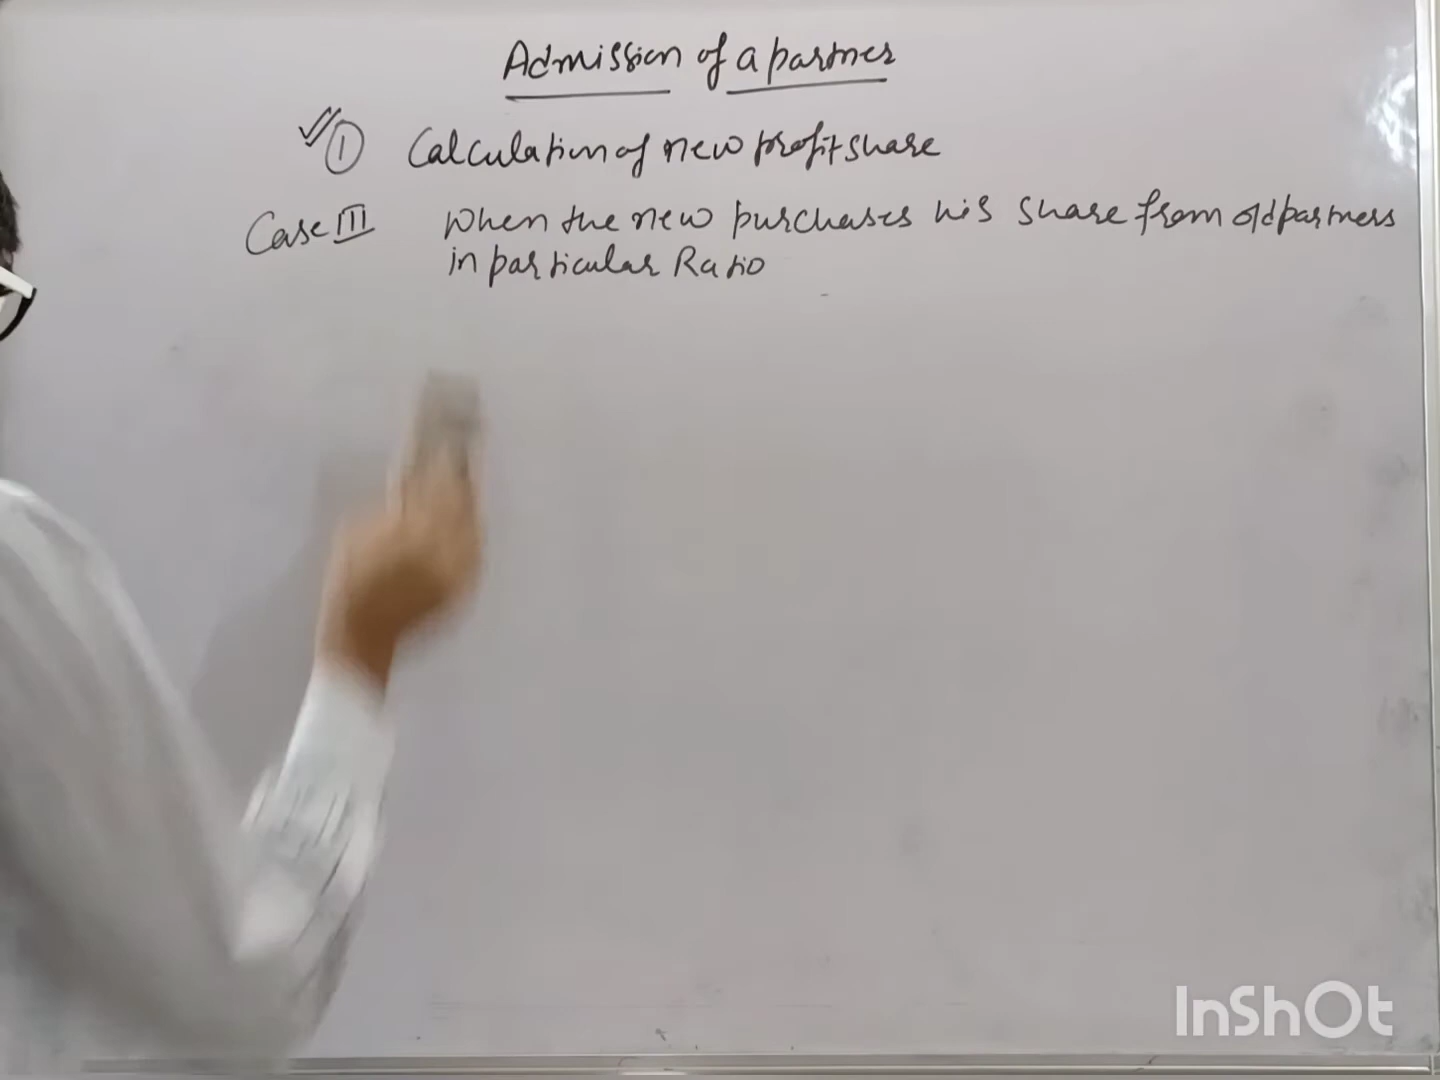 Admission of a partner
① Calculation of new profit share
Case III When the new purchases his share from old partners
in particular Ratio
InShOt